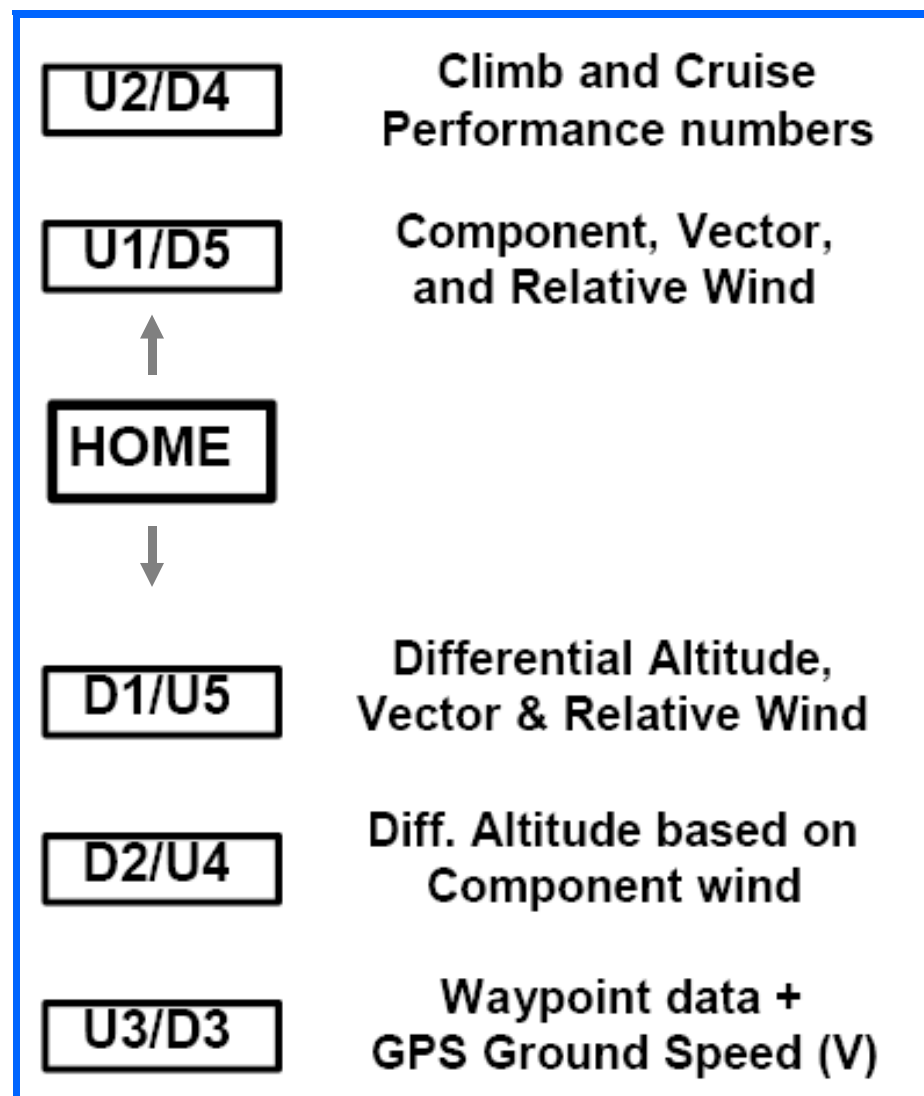 U2/D4
Climb and Cruise
Performance numbers
U1/D5
Component, Vector,
and Relative Wind
HOME
D1/U5
Differential Altitude,
Vector & Relative Wind
D2/U4
Diff. Altitude based on
Component wind
U3/D3
Waypoint data +
GPS Ground Speed (V)